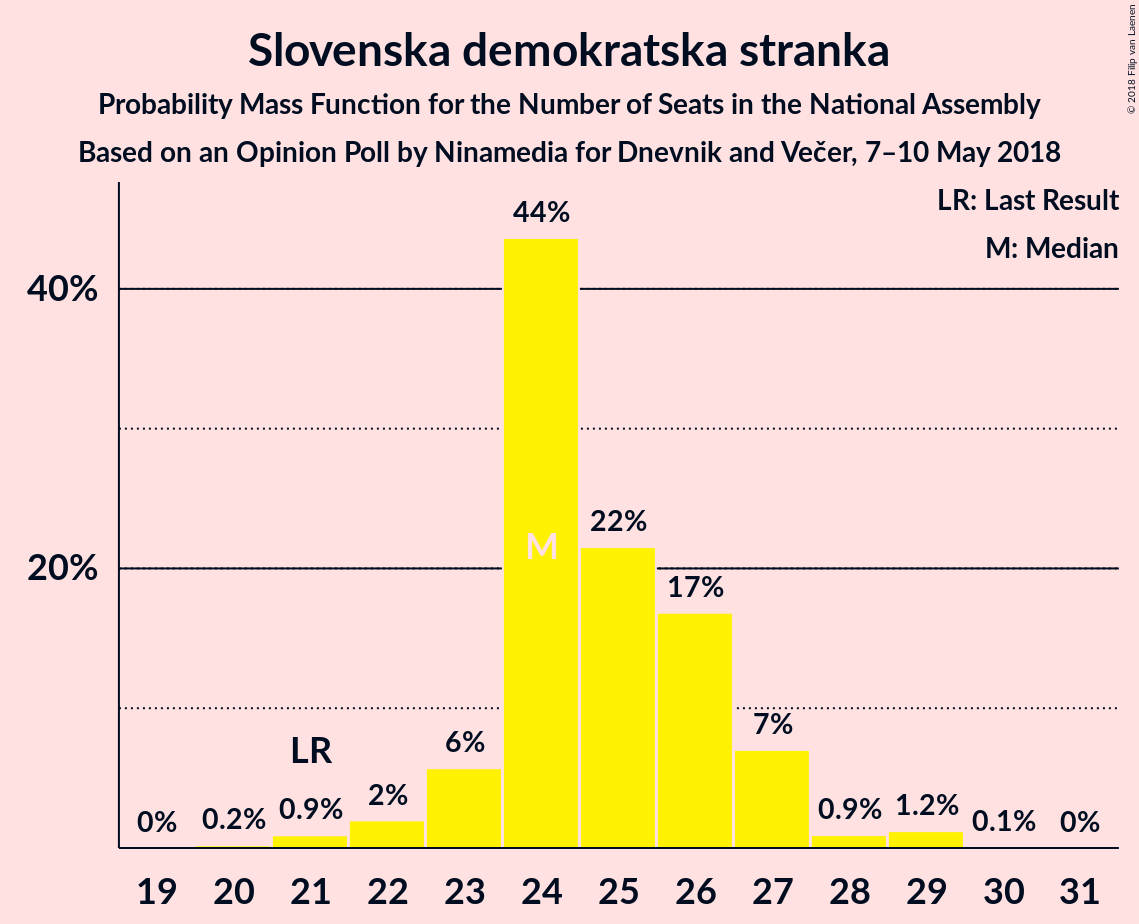 Slovenska demokratska stranka
Probability Mass Function for the Number of Seats in the National Assembly
Based on an Opinion Poll by Ninamedia for Dnevnik and Večer, 7–10 May 2018
© 2018 Filip van Laenen
LR: Last Result
M: Median
40%
20%
0%
0.2%
LR
0.9%
2%
6%
44%
M
22%
17%
7%
0.9%
1.2%
0.1%
0%
19 20 21 22 23 24 25 26 27 28 29 30 31